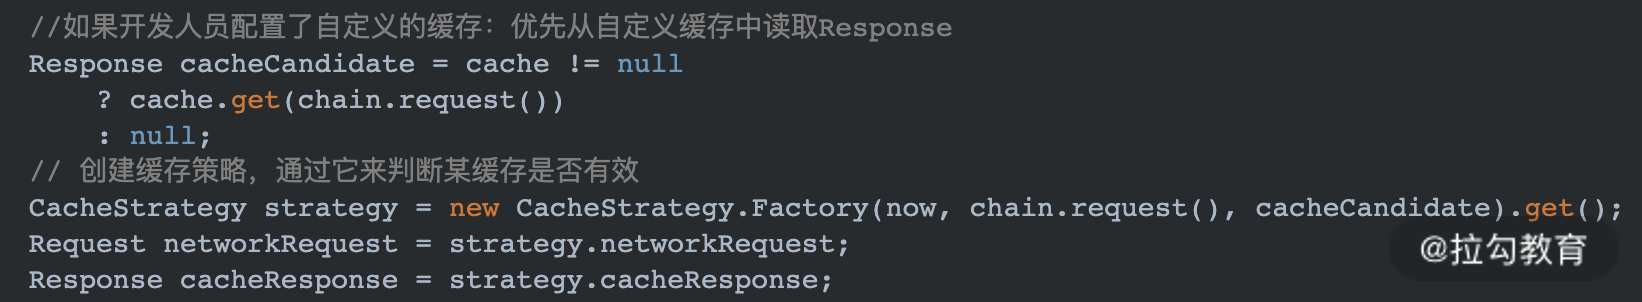 //如果开发人员配置了自定义的缓存：优先从自定义缓存中读取Response
Response cacheCandidate = cache != null
    ? cache.get(chain.request())
    : null;
// 创建缓存策略，通过它来判断某缓存是否有效
CacheStrategy strategy = new CacheStrategy.Factory(now, chain.request(), cacheCandidate).get();
Request networkRequest = strategy.networkRequest;
Response cacheResponse = strategy.cacheResponse;
@拉勾教育